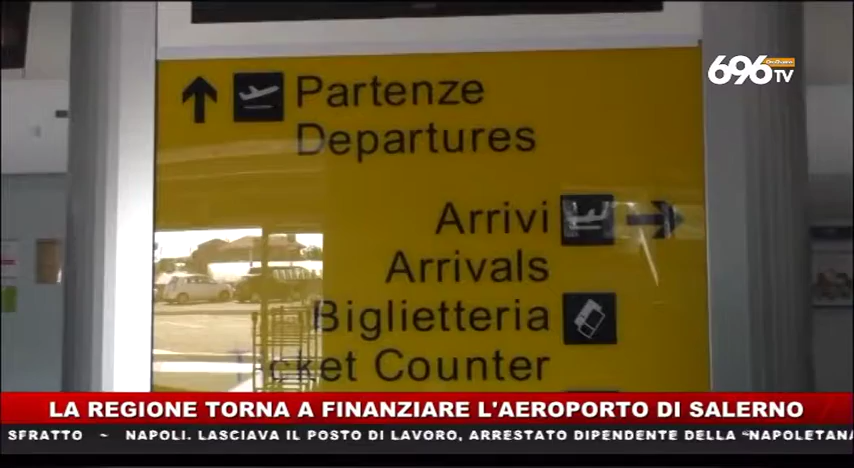 696
TV
Partenze
Departures
Arrivi
Arrivals
Biglietteria
Ticket Counter
LA REGIONE TORNA A FINANZIARE L'AEROPORTO DI SALERNO
SFRATTO ~ NAPOLI. LASCIAVA IL POSTO DI LAVORO, ARRESTATO DIPENDENTE DELLA "NAPOLETANA